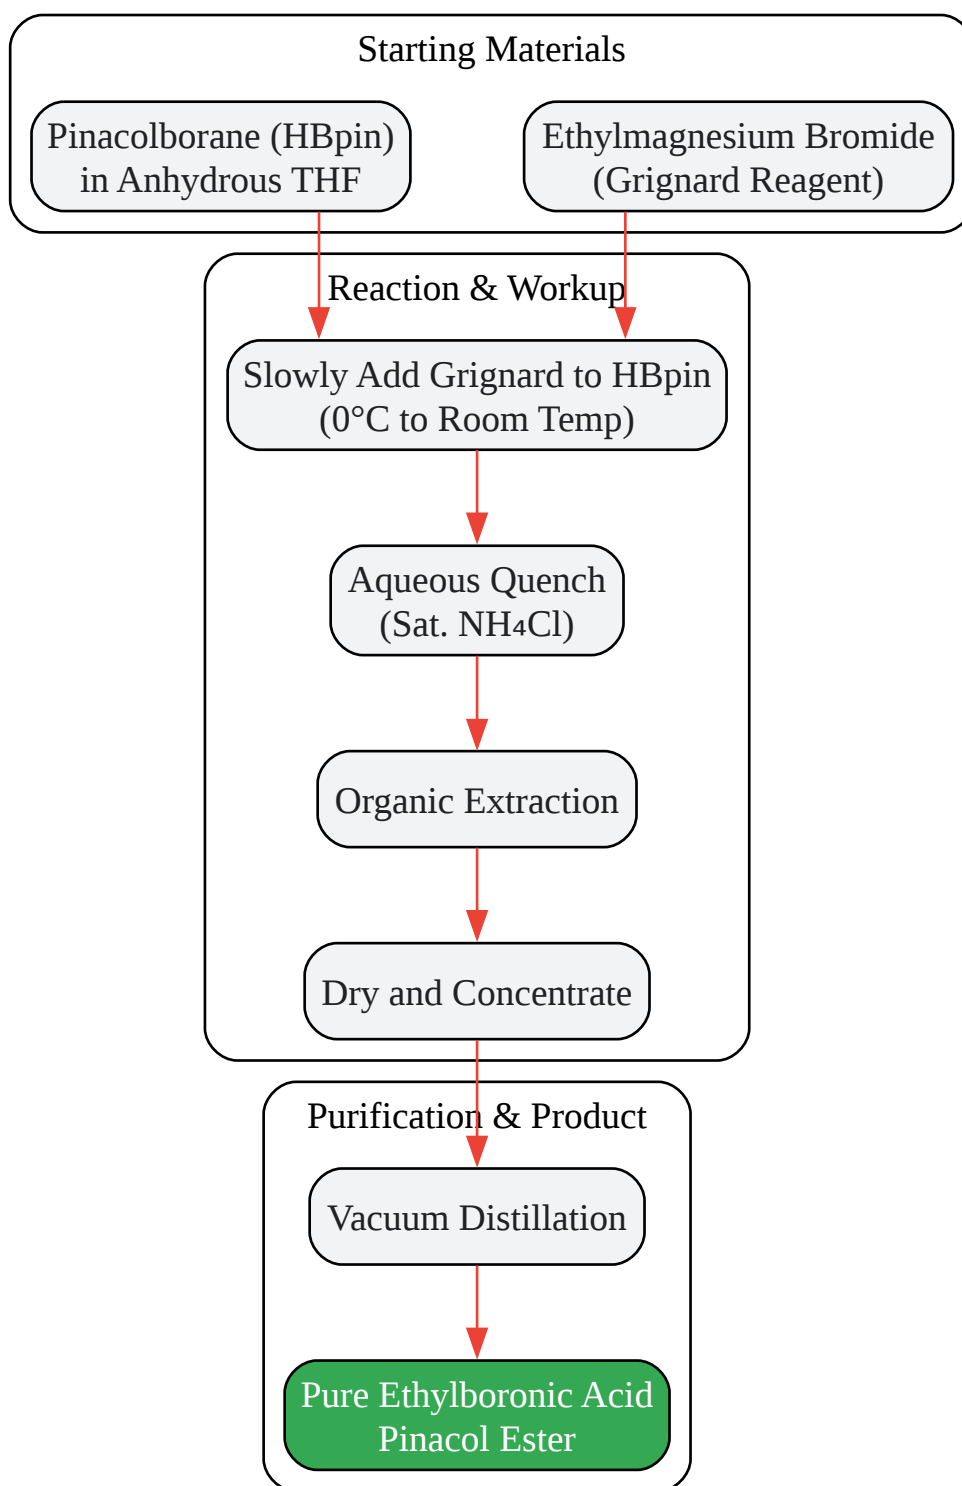 Starting Materials
Pinacolborane (HBpin)
in Anhydrous THF
Ethylmagnesium Bromide
(Grignard Reagent)
Reaction & Workup
Slowly Add Grignard to HBpin
(0°C to Room Temp)
Aqueous Quench
(Sat. NH₄Cl)
Organic Extraction
Dry and Concentrate
Purification & Product
Vacuum Distillation
Pure Ethylboronic Acid
Pinacol Ester